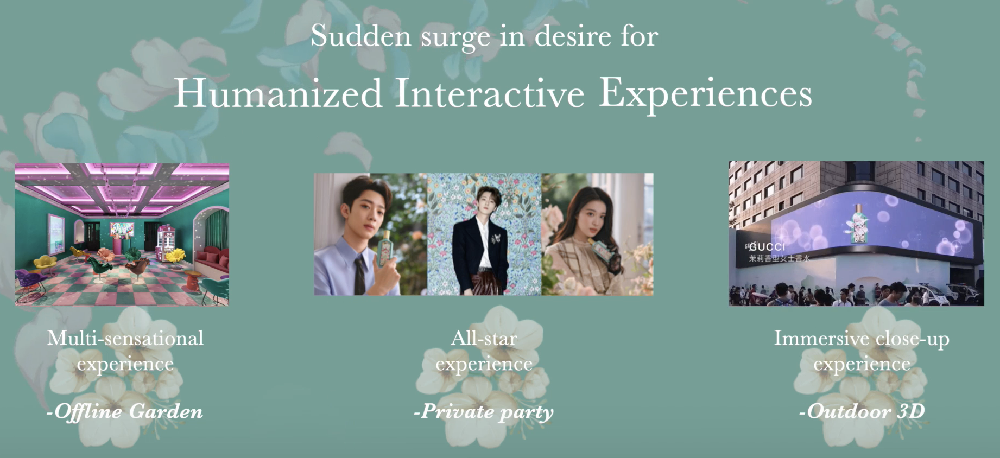 Sudden surge in desire for
Humanized Interactive Experiences
GUCCI
GUCCI
茉莉香型女士香水
Multi-sensational
experience
-Offline Garden
All-star
experience
-Private party
Immersive close-up
experience
-Outdoor 3D